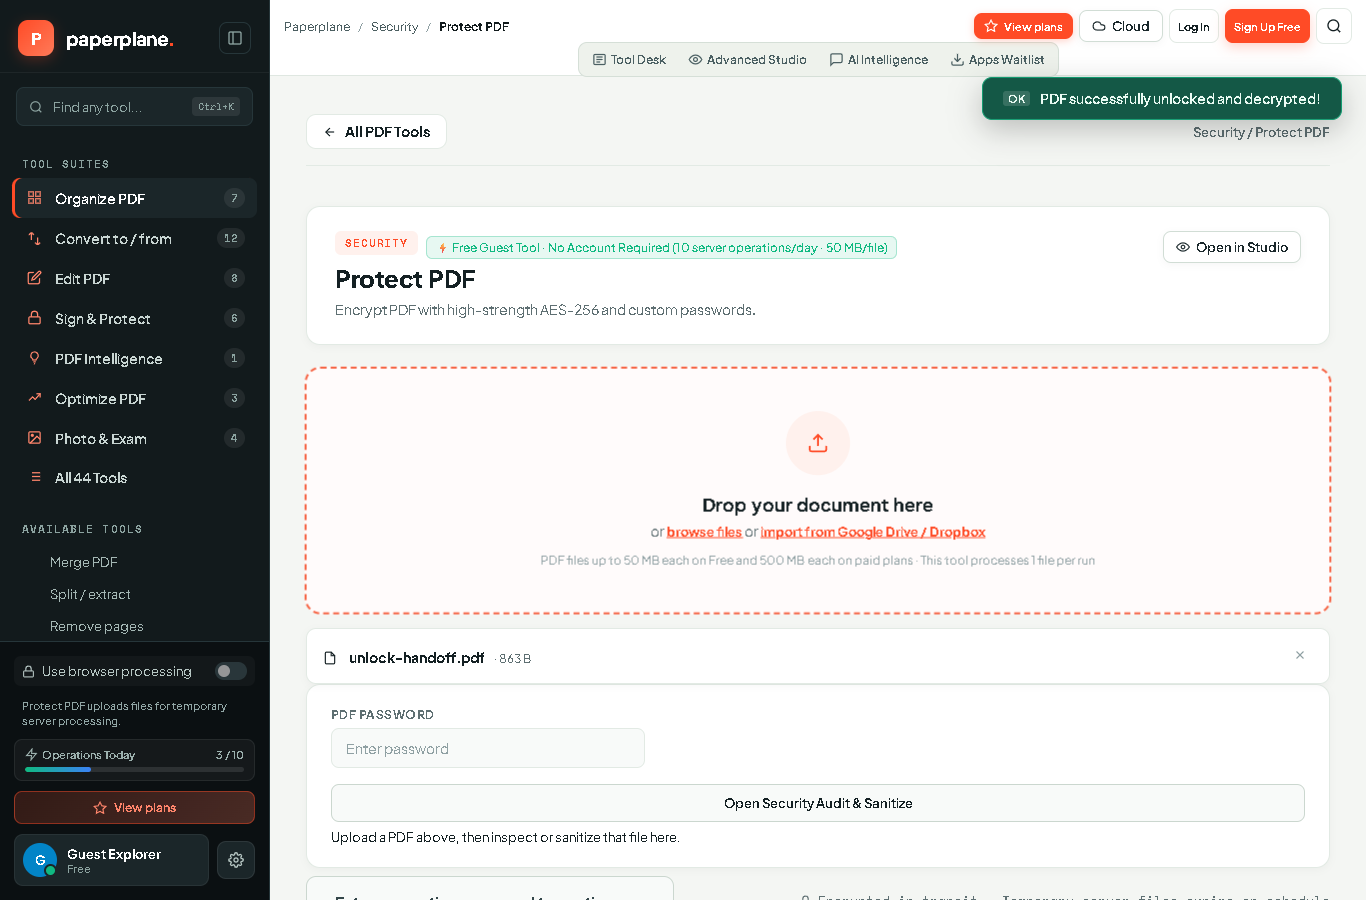 P paperplane.
Find any tool... Ctrl+K
TOOL SUITES
Organize PDF 7
Convert to / from 12
Edit PDF 8
Sign & Protect 6
PDF Intelligence 1
Optimize PDF 3
Photo & Exam 4
All 44 Tools
AVAILABLE TOOLS
Merge PDF
Split / extract
Remove pages
Use browser processing
Protect PDF uploads files for temporary
server processing.
Operations Today 3 / 10
View plans
G Guest Explorer
Free
Paperplane / Security / Protect PDF
View plans Cloud Log In Sign Up Free
Tool Desk Advanced Studio AI Intelligence Apps Waitlist
OK PDF successfully unlocked and decrypted!
All PDF Tools
Security / Protect PDF
SECURITY Free Guest Tool · No Account Required (10 server operations/day · 50 MB/file)
Open in Studio
Protect PDF
Encrypt PDF with high-strength AES-256 and custom passwords.
Drop your document here
or browse files or Import from Google Drive / Dropbox
PDF files up to 50 MB each on Free and 500 MB each on paid plans · This tool processes 1 file per run
unlock-handoff.pdf · 863 B
PDF PASSWORD
Enter password
Open Security Audit & Sanitize
Upload a PDF above, then inspect or sanitize that file here.